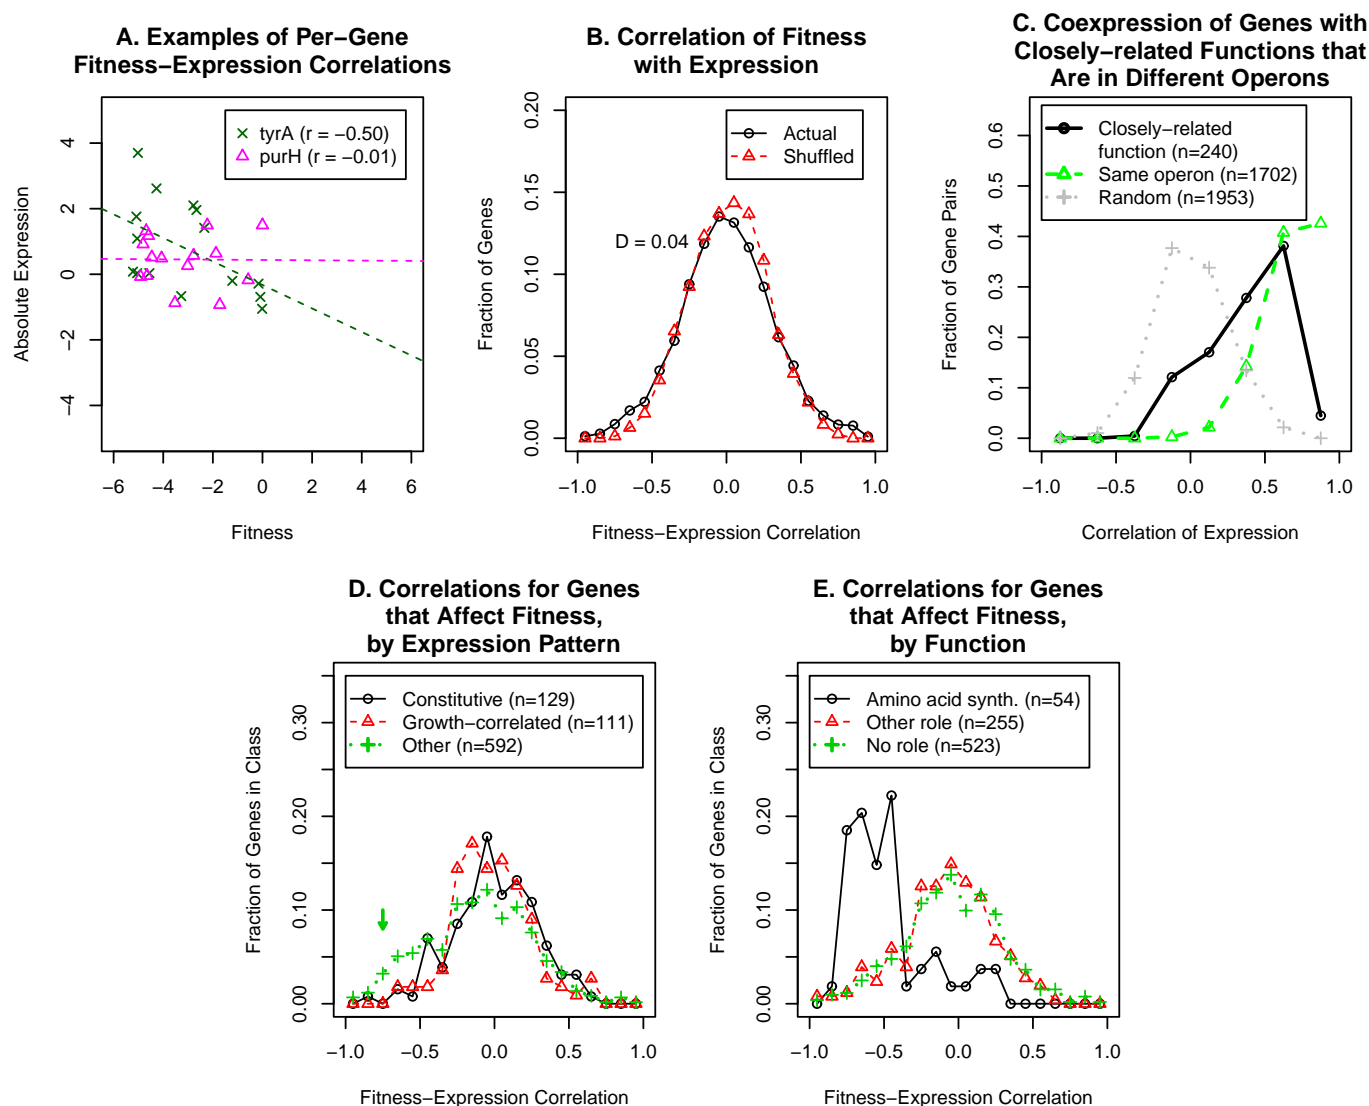 A. Examples of Per−Gene
Fitness−Expression Correlations
tyrA (r = −0.50)
purH (r = −0.01)
Absolute Expression
4
2
0
−2
−4
−6 −4 −2 0 2 4 6
Fitness
B. Correlation of Fitness
with Expression
Actual
Shuffled
D = 0.04
Fraction of Genes
0.20
0.15
0.10
0.05
0.00
−1.0 −0.5 0.0 0.5 1.0
Fitness−Expression Correlation
C. Coexpression of Genes with
Closely−related Functions that
Are in Different Operons
Closely−related
function (n=240)
Same operon (n=1702)
Random (n=1953)
Fraction of Gene Pairs
0.6
0.5
0.4
0.3
0.2
0.1
0.0
−1.0 0.0 0.5 1.0
Correlation of Expression
D. Correlations for Genes
that Affect Fitness,
by Expression Pattern
Constitutive (n=129)
Growth−correlated (n=111)
Other (n=592)
Fraction of Genes in Class
0.30
0.20
0.10
0.00
−1.0 −0.5 0.0 0.5 1.0
Fitness−Expression Correlation
E. Correlations for Genes
that Affect Fitness,
by Function
Amino acid synth. (n=54)
Other role (n=255)
No role (n=523)
Fraction of Genes in Class
0.30
0.20
0.10
0.00
−1.0 −0.5 0.0 0.5 1.0
Fitness−Expression Correlation